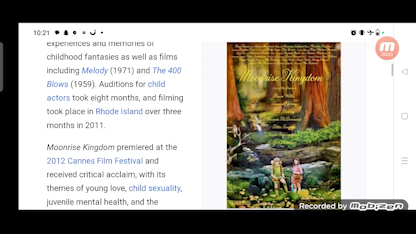 10:21
experiences and memories of
childhood fantasies as well as films
including Melody (1971) and The 400
Blows (1959). Auditions for child
actors took eight months, and filming
took place in Rhode Island over three
months in 2011.
Moonrise Kingdom premiered at the
2012 Cannes Film Festival and
received critical acclaim, with its
themes of young love, child sexuality,
juvenile mental health, and the
Moonrise Kingdom
Recorded by Mobizen